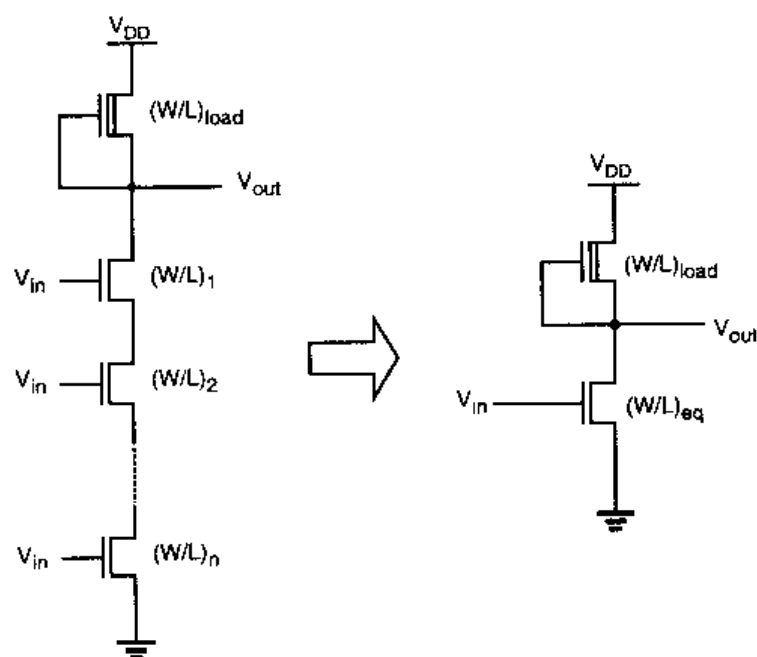 V_DD
(W/L)_load
V_out
V_in (W/L)_1
V_in (W/L)_2
V_in (W/L)_n
V_DD
(W/L)_load
V_out
V_in (W/L)_eq